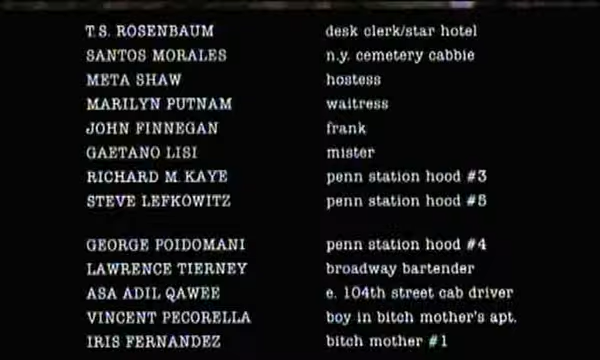 T.S. ROSENBAUM desk clerk/star hotel
SANTOS MORALES n.y. cemetery cabbie
META SHAW hostess
MARILYN PUTNAM waitress
JOHN FINNEGAN frank
GAETANO LISI mister
RICHARD M. KAYE penn station hood #3
STEVE LEFKOWITZ penn station hood #5
GEORGE POIDOMANI penn station hood #4
LAWRENCE TIERNEY broadway bartender
ASA ADIL QAWEE e. 104th street cab driver
VINCENT PECORELLA boy in bitch mother's apt.
IRIS FERNANDEZ bitch mother #1